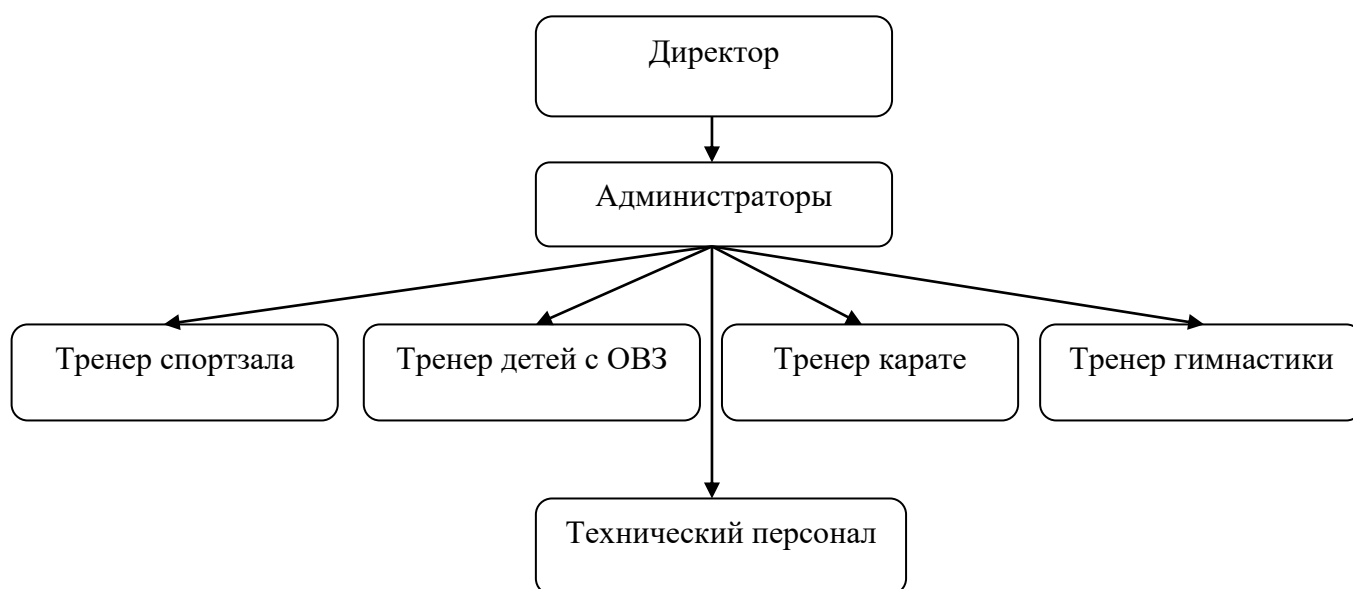 Директор
Администраторы
Тренер спортзала
Тренер детей с ОВЗ
Тренер карате
Тренер гимнастики
Технический персонал